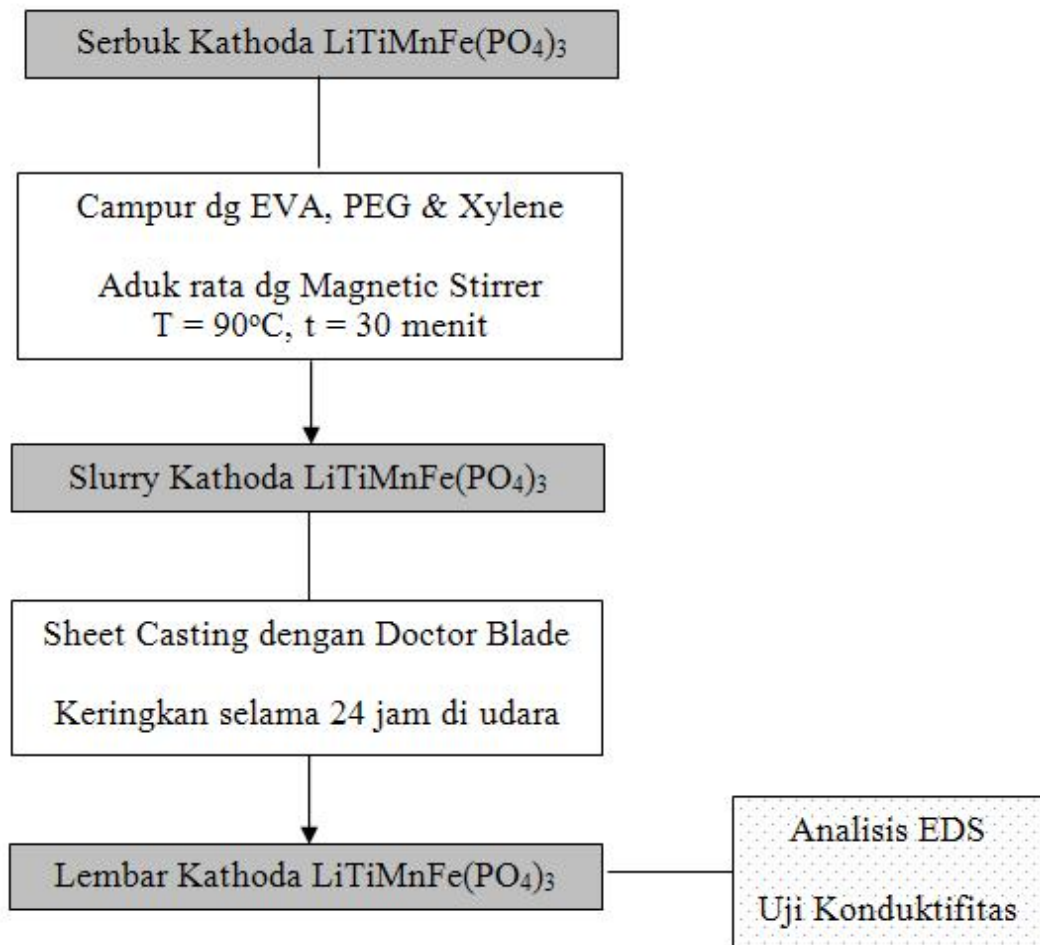 Serbuk Kathoda LiTiMnFe(PO₄)₃
Campur dg EVA, PEG & Xylene
Aduk rata dg Magnetic Stirrer
T = 90°C, t = 30 menit
Slurry Kathoda LiTiMnFe(PO₄)₃
Sheet Casting dengan Doctor Blade
Keringkan selama 24 jam di udara
Lembar Kathoda LiTiMnFe(PO₄)₃
Analisis EDS
Uji Konduktifitas